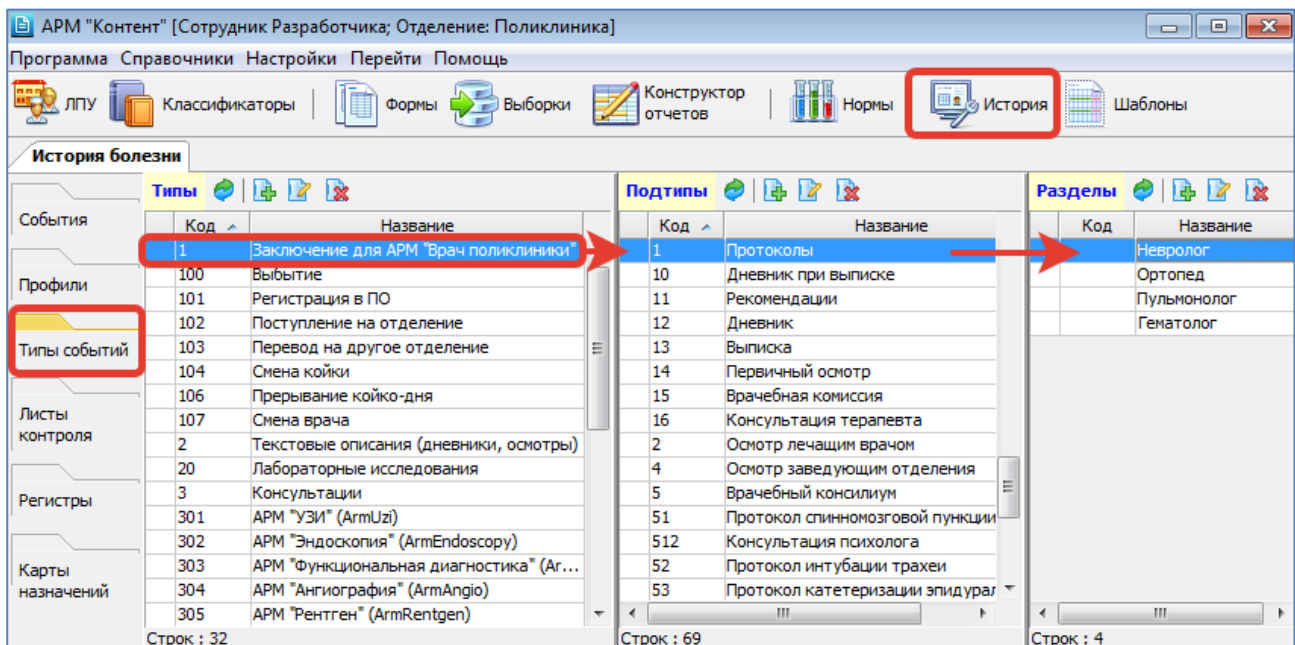 АРМ "Контент" [Сотрудник Разработчика; Отделение: Поликлиника]
Программа Справочники Настройки Перейти Помощь
ЛПУ Классификаторы Формы Выборки Конструктор отчетов Нормы История Шаблоны
История болезни
События
Профили
Типы событий
Листы контроля
Регистры
Карты назначений
Типы
Код Название
1 Заключение для АРМ "Врач поликлиники"
100 Выбытие
101 Регистрация в ПО
102 Поступление на отделение
103 Перевод на другое отделение
104 Смена койки
106 Прерывание койко-дня
107 Смена врача
2 Текстовые описания (дневники, осмотры)
20 Лабораторные исследования
3 Консультации
301 АРМ "УЗИ" (ArmUzi)
302 АРМ "Эндоскопия" (ArmEndoscopy)
303 АРМ "Функциональная диагностика" (Ar...
304 АРМ "Ангиография" (ArmAngio)
305 АРМ "Рентген" (ArmRentgen)
Строк : 32
Подтипы
Код Название
1 Протоколы
10 Дневник при выписке
11 Рекомендации
12 Дневник
13 Выписка
14 Первичный осмотр
15 Врачебная комиссия
16 Консультация терапевта
2 Осмотр лечащим врачом
4 Осмотр заведующим отделения
5 Врачебный консилиум
51 Протокол спинномозговой пункции
512 Консультация психолога
52 Протокол интубации трахеи
53 Протокол катетеризации эпидурал
Строк : 69
Разделы
Код Название
Невролог
Ортопед
Пульмонолог
Гематолог
Строк : 4